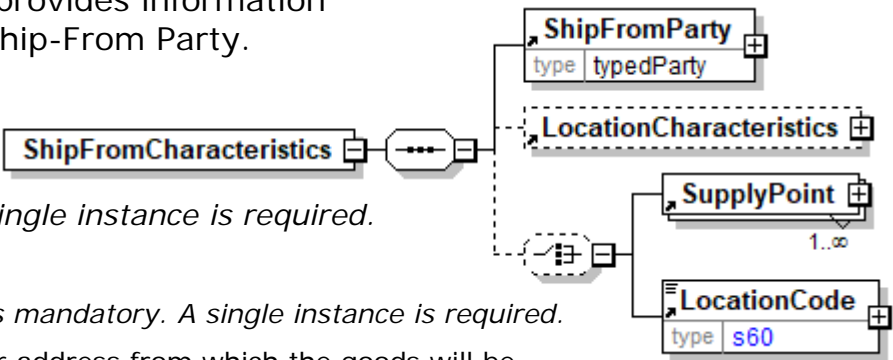 provides information
hip-From Party.
ShipFromParty
type typedParty
LocationCharacteristics
ShipFromCharacteristics
SupplyPoint
ingle instance is required.
1..∞
s mandatory. A single instance is required.
LocationCode
type s60
r address from which the goods will be